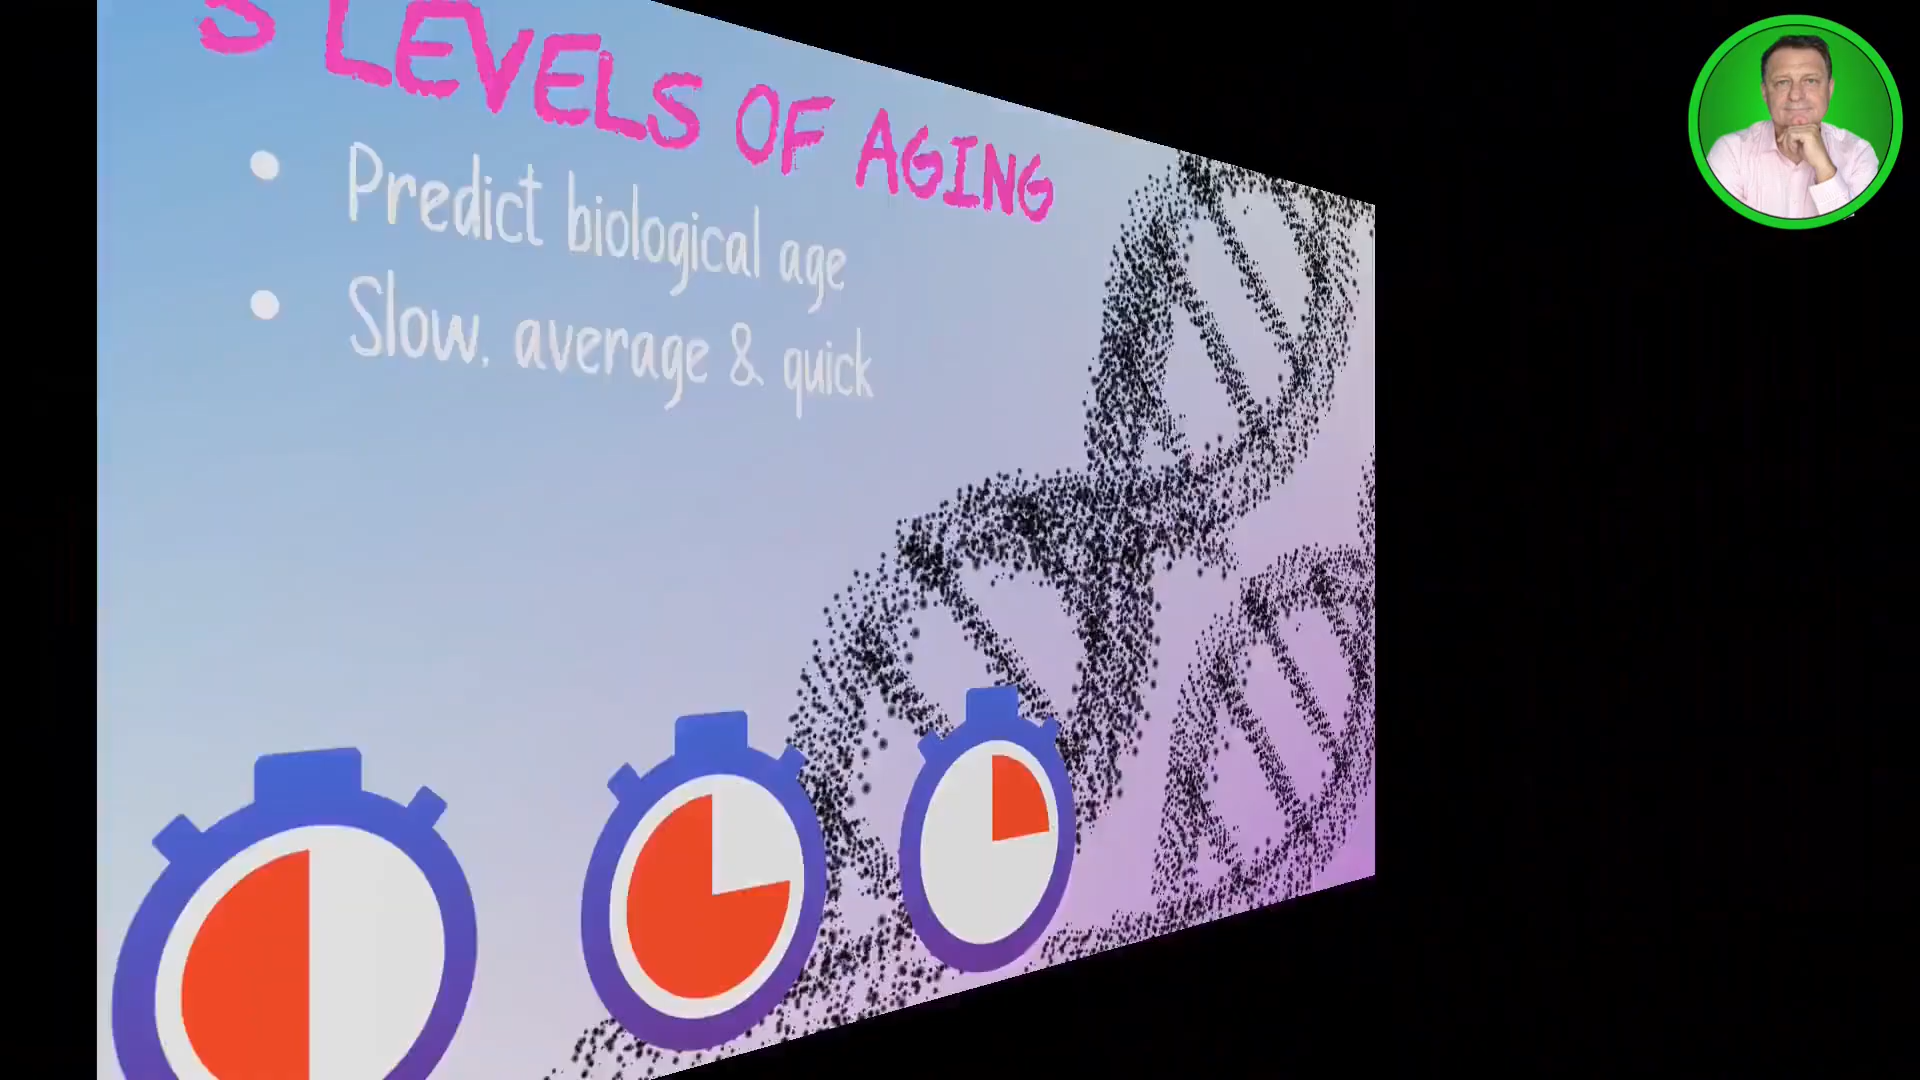 LEVELS OF AGING
• Predict biological age
• Slow, average & quick